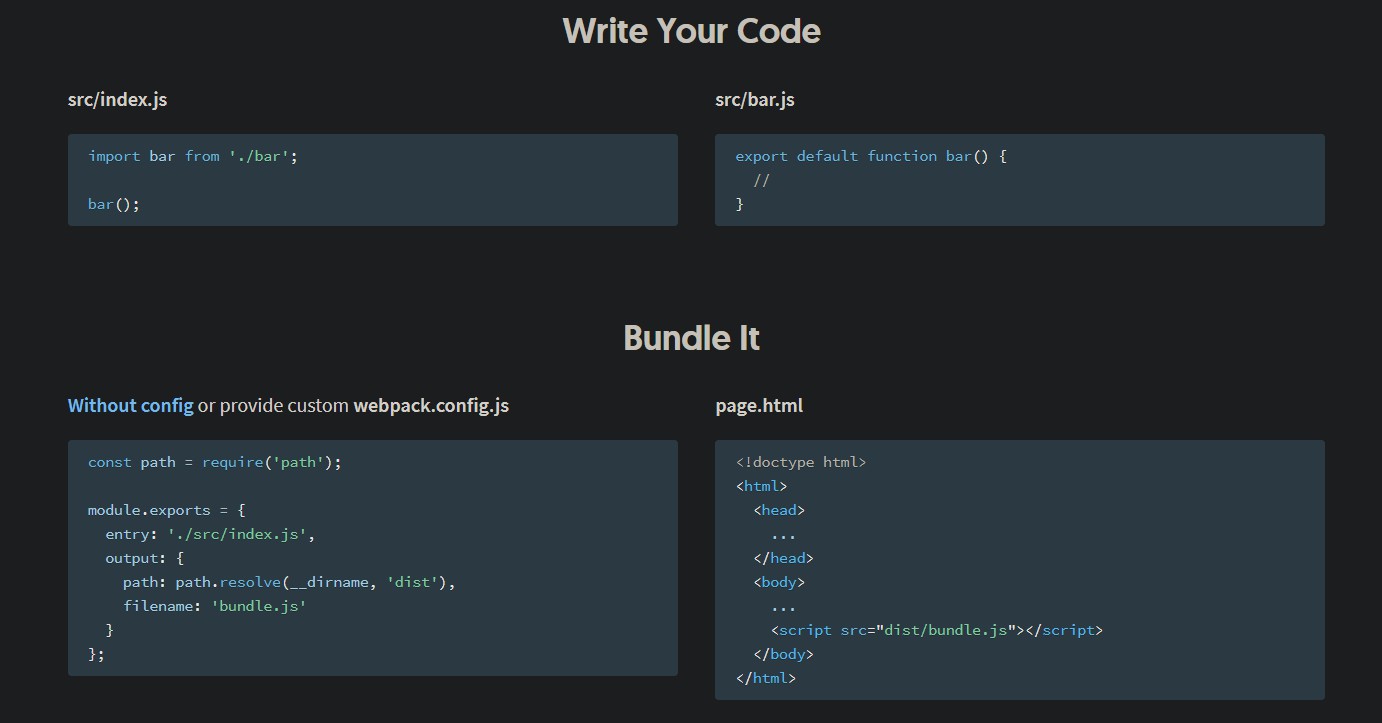 Write Your Code
src/index.js
import bar from './bar';
bar();
src/bar.js
export default function bar() {
  //
}
Bundle It
Without config or provide custom webpack.config.js
const path = require('path');
module.exports = {
  entry: './src/index.js',
  output: {
    path: path.resolve(__dirname, 'dist'),
    filename: 'bundle.js'
  }
};
page.html
<!doctype html>
<html>
  <head>
    ...
  </head>
  <body>
    ...
    <script src="dist/bundle.js"></script>
  </body>
</html>